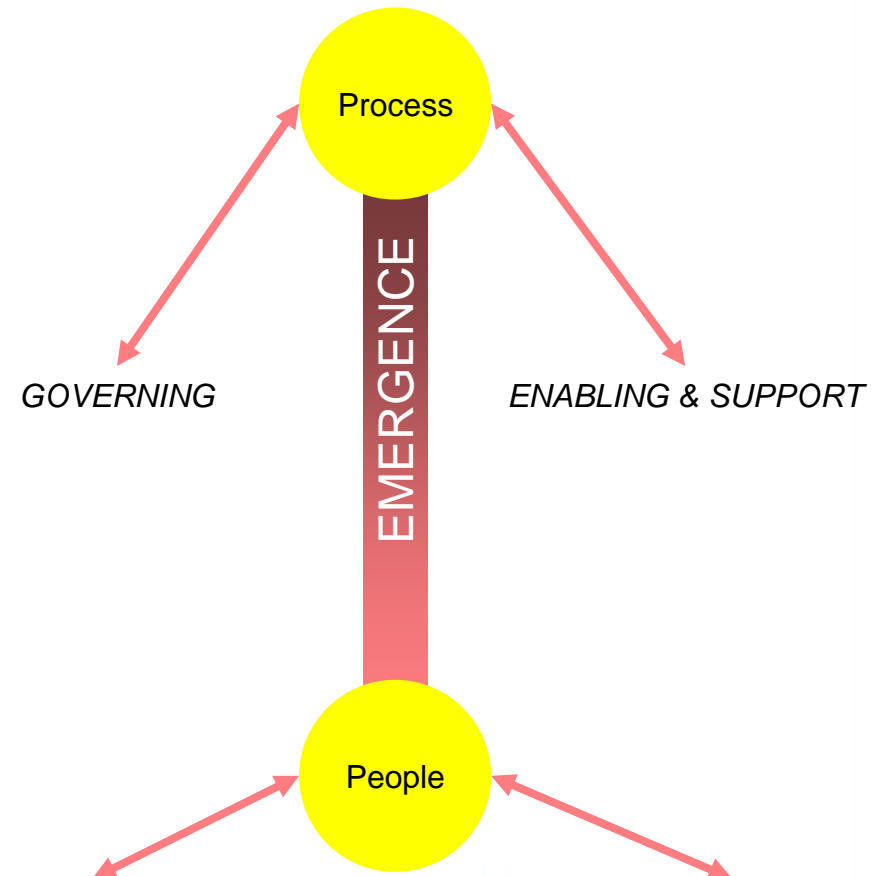 Process
EMERGENCE
GOVERNING
ENABLING & SUPPORT
People